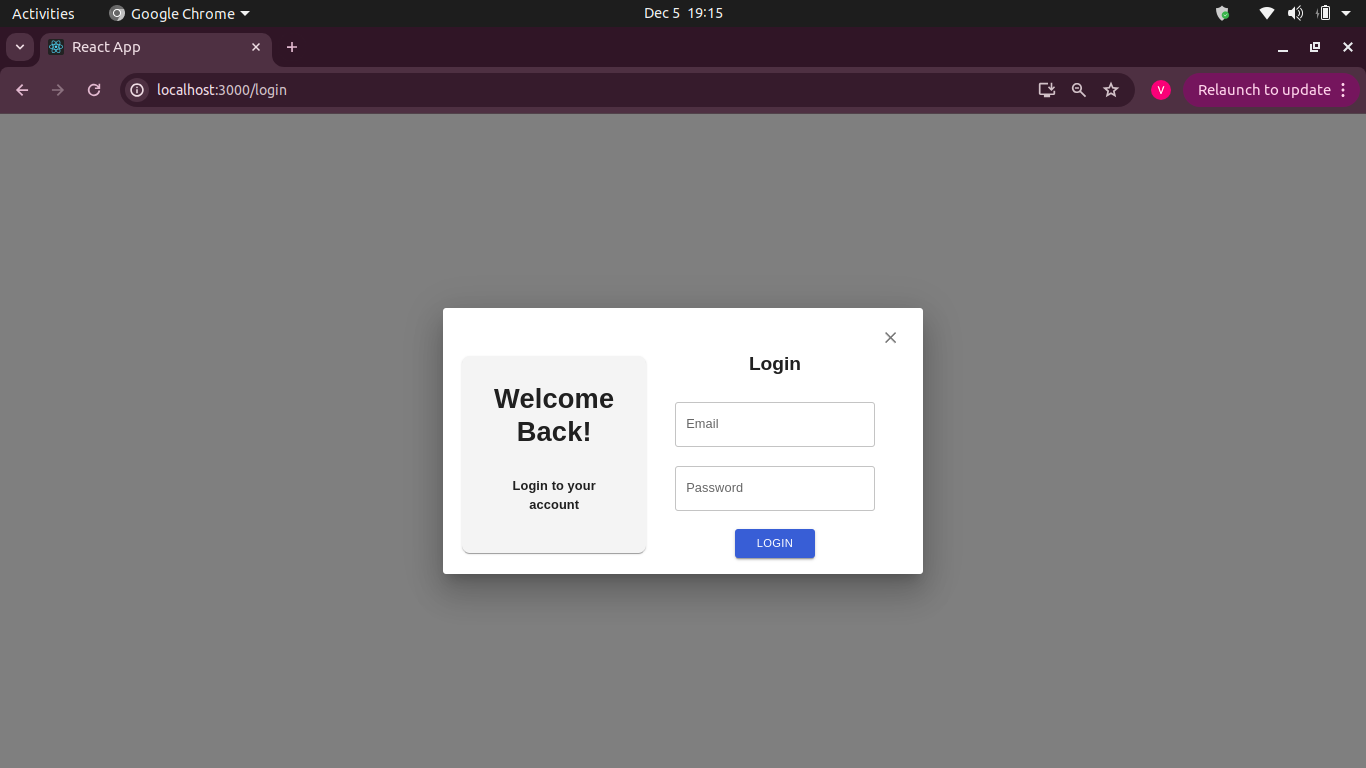 Activities
Google Chrome
Dec 5 19:15
React App
localhost:3000/login
V
Relaunch to update
Welcome
Back!
Login to your
account
Login
Email
Password
LOGIN